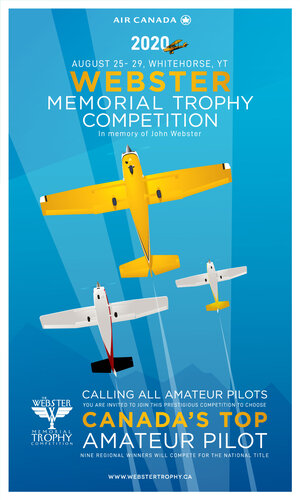 AIR CANADA
2020
AUGUST 25- 29, WHITEHORSE, YT
WEBSTER
MEMORIAL TROPHY
COMPETITION
In memory of John Webster
CALLING ALL AMATEUR PILOTS
YOU ARE INVITED TO JOIN THIS PRESTIGIOUS COMPETITION TO CHOOSE
CANADA'S TOP
AMATEUR PILOT
NINE REGIONAL WINNERS WILL COMPETE FOR THE NATIONAL TITLE
THE
WEBSTER
MEMORIAL
TROPHY
COMPETITION
WWW.WEBSTERTROPHY.CA